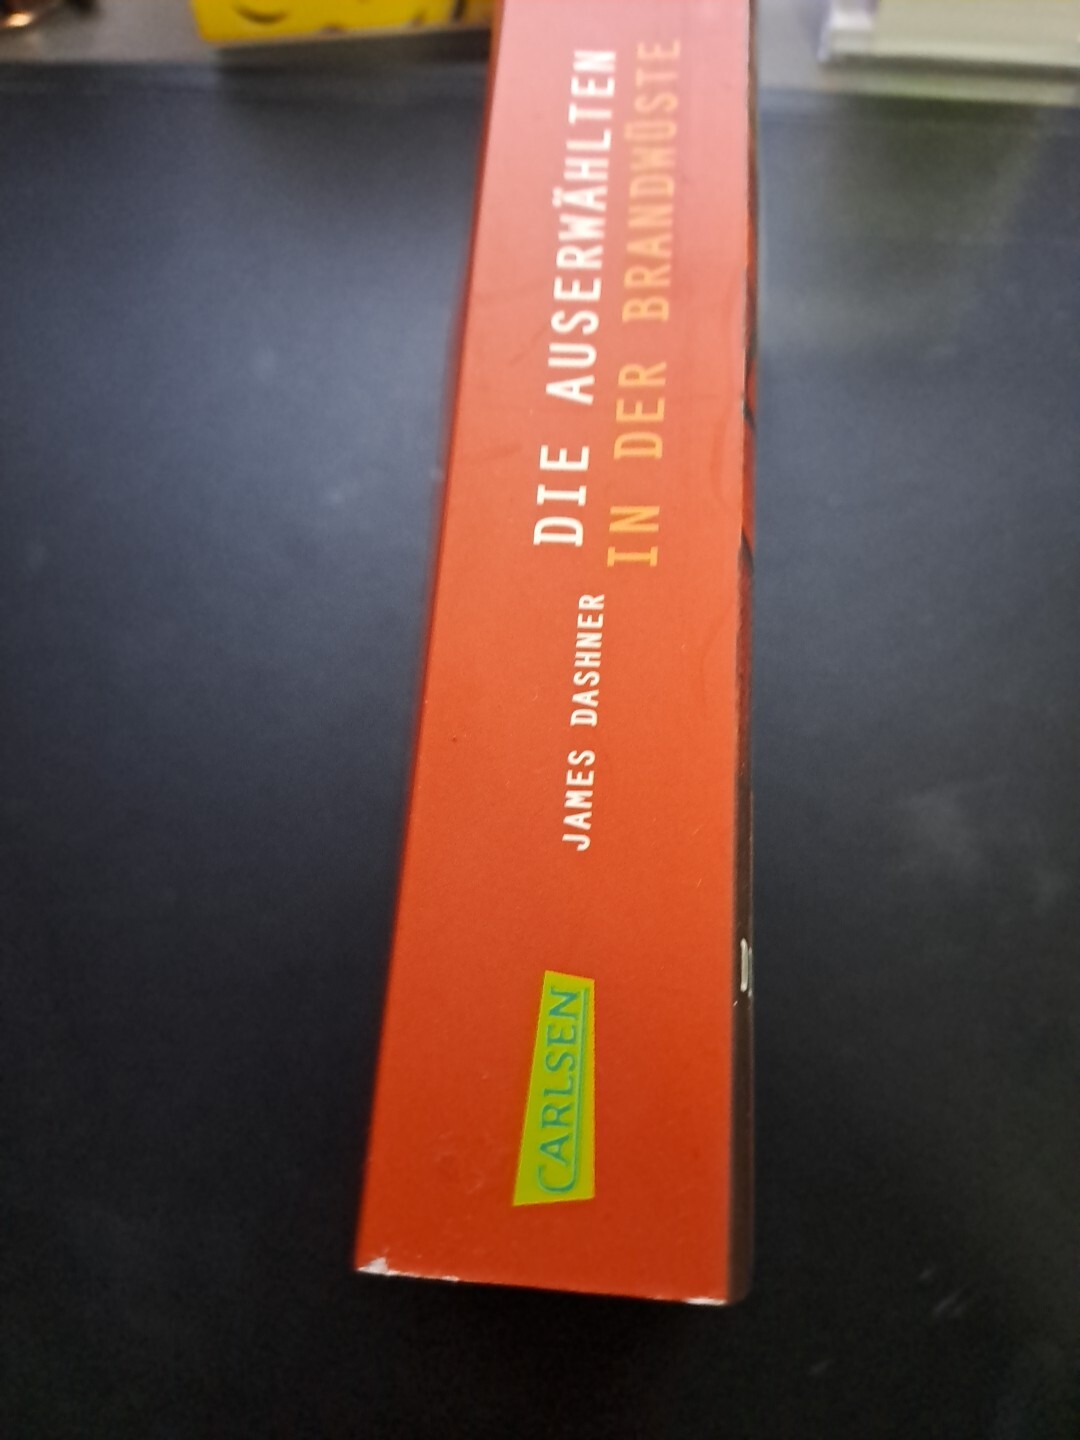 DIE AUSERWÄHLTEN
IN DER BRANDWÜSTE
JAMES DASHNER
CARLSEN